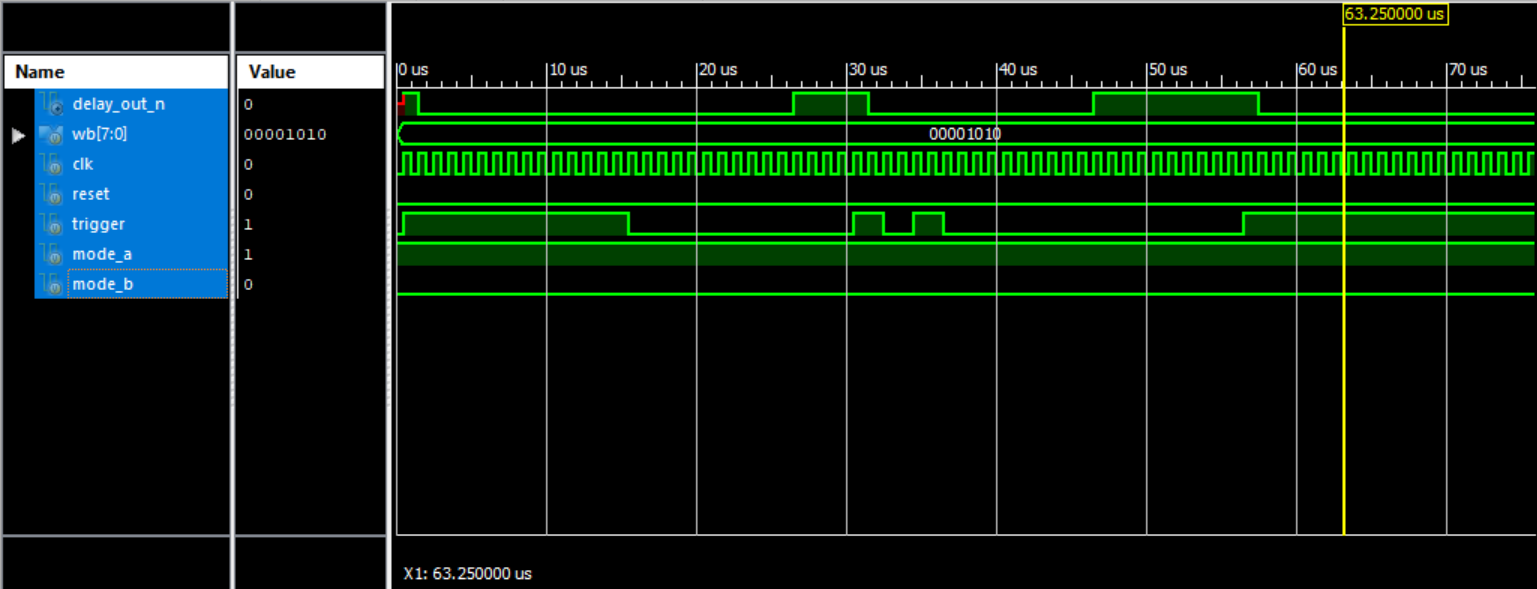 63.250000 us
Name Value 0 us 10 us 20 us 30 us 40 us 50 us 60 us 70 us
delay_out_n 0
wb[7:0] 00001010 00001010
clk 0
reset 0
trigger 1
mode_a 1
mode_b 0
X1: 63.250000 us